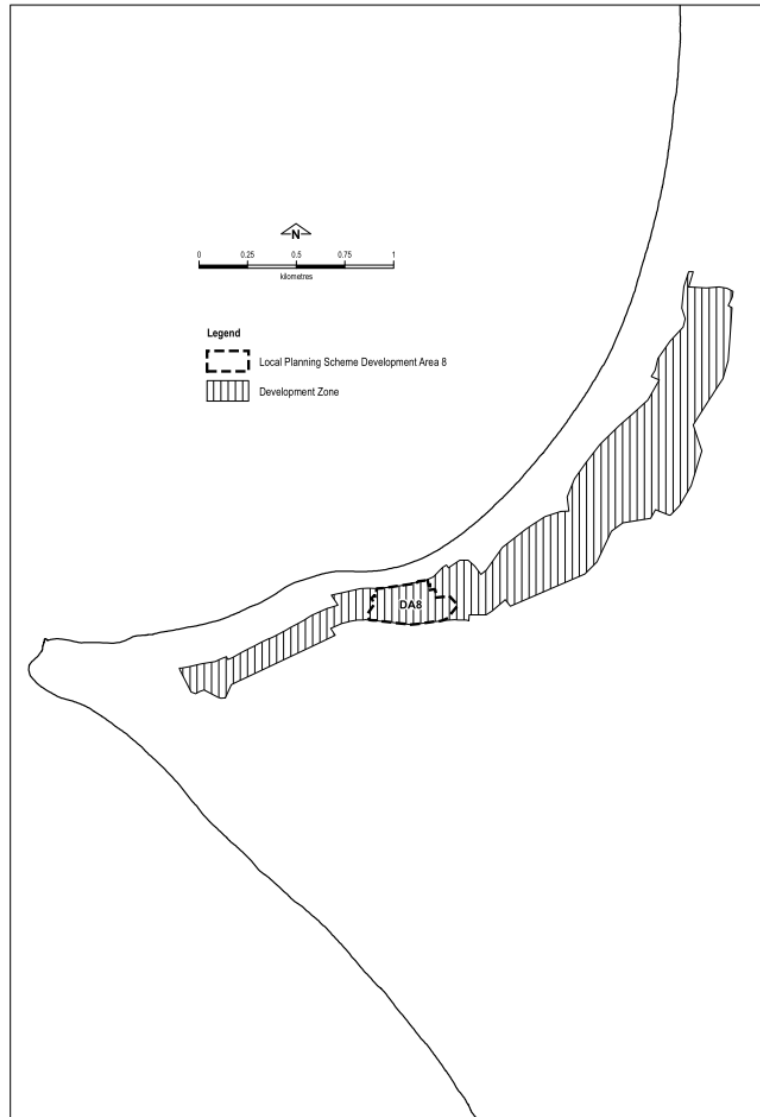 N
0 0.25 0.5 0.75 1
kilometres
Legend
Local Planning Scheme Development Area 8
Development Zone
DA8